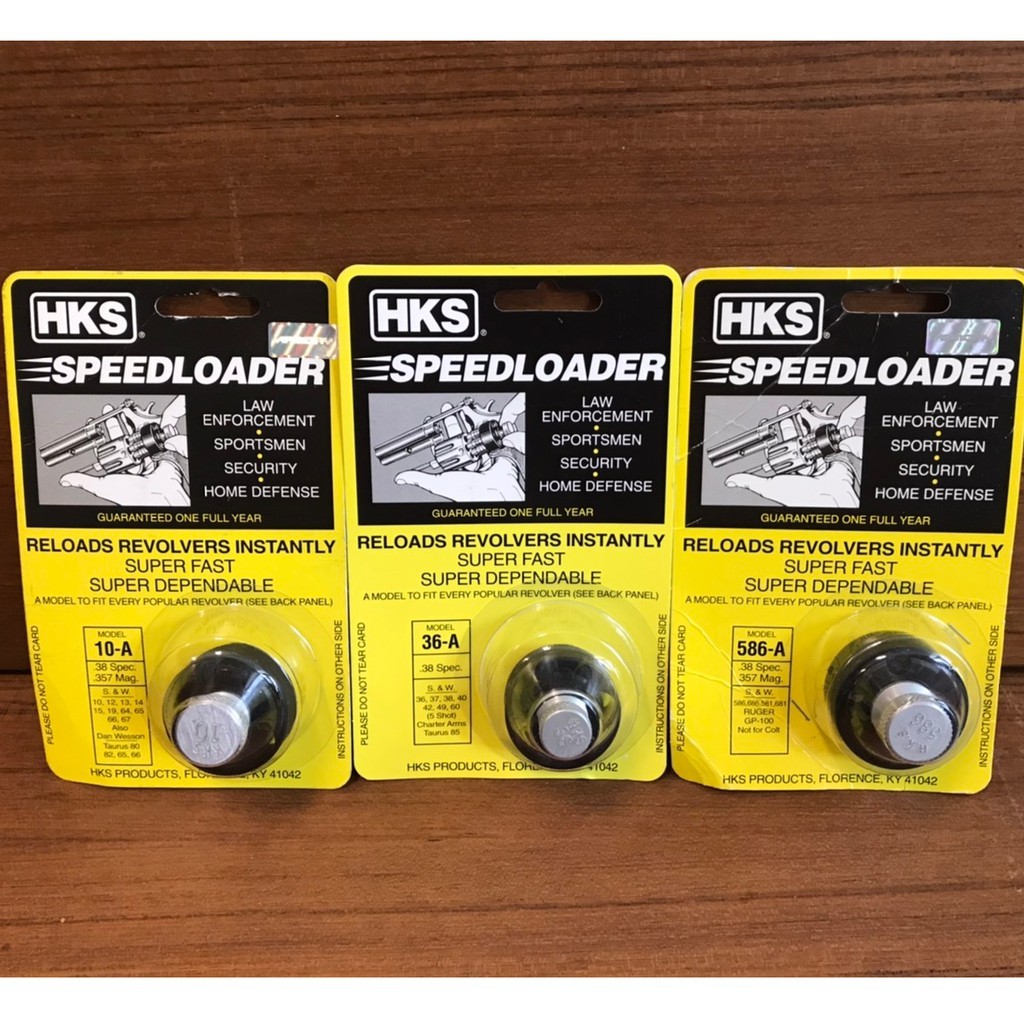 HKS®
SPEEDLOADER
LAW
ENFORCEMENT
• SPORTSMEN
• SECURITY
• HOME DEFENSE
GUARANTEED ONE FULL YEAR
RELOADS REVOLVERS INSTANTLY
SUPER FAST
SUPER DEPENDABLE
A MODEL TO FIT EVERY POPULAR REVOLVER (SEE BACK PANEL)
PLEASE DO NOT TEAR CARD
MODEL
10-A
.38 Spec.
.357 Mag.
S. & W.
10, 12, 13, 14
15, 19, 64, 65
66, 67
Also
Dan Wesson
Taurus 80
82, 65, 66
10
HKS
INSTRUCTIONS ON OTHER SIDE
HKS PRODUCTS, FLORENCE, KY 41042
HKS®
SPEEDLOADER
LAW
ENFORCEMENT
• SPORTSMEN
• SECURITY
• HOME DEFENSE
GUARANTEED ONE FULL YEAR
RELOADS REVOLVERS INSTANTLY
SUPER FAST
SUPER DEPENDABLE
A MODEL TO FIT EVERY POPULAR REVOLVER (SEE BACK PANEL)
PLEASE DO NOT TEAR CARD
MODEL
36-A
.38 Spec.
S. & W.
36, 37, 38, 40
42, 49, 60
(5 Shot)
Charter Arms
Taurus 85
INSTRUCTIONS ON OTHER SIDE
HKS PRODUCTS, FLOR 41042
HKS®
SPEEDLOADER
LAW
ENFORCEMENT
• SPORTSMEN
• SECURITY
• HOME DEFENSE
GUARANTEED ONE FULL YEAR
RELOADS REVOLVERS INSTANTLY
SUPER FAST
SUPER DEPENDABLE
A MODEL TO FIT EVERY POPULAR REVOLVER (SEE BACK PANEL)
PLEASE DO NOT TEAR CARD
MODEL
586-A
.38 Spec.
.357 Mag.
S. & W.
586,686,581,681
RUGER
GP-100
Not for Colt
586
HKS
INSTRUCTIONS ON OTHER SIDE
HKS PRODUCTS, FLORENCE, KY 41042